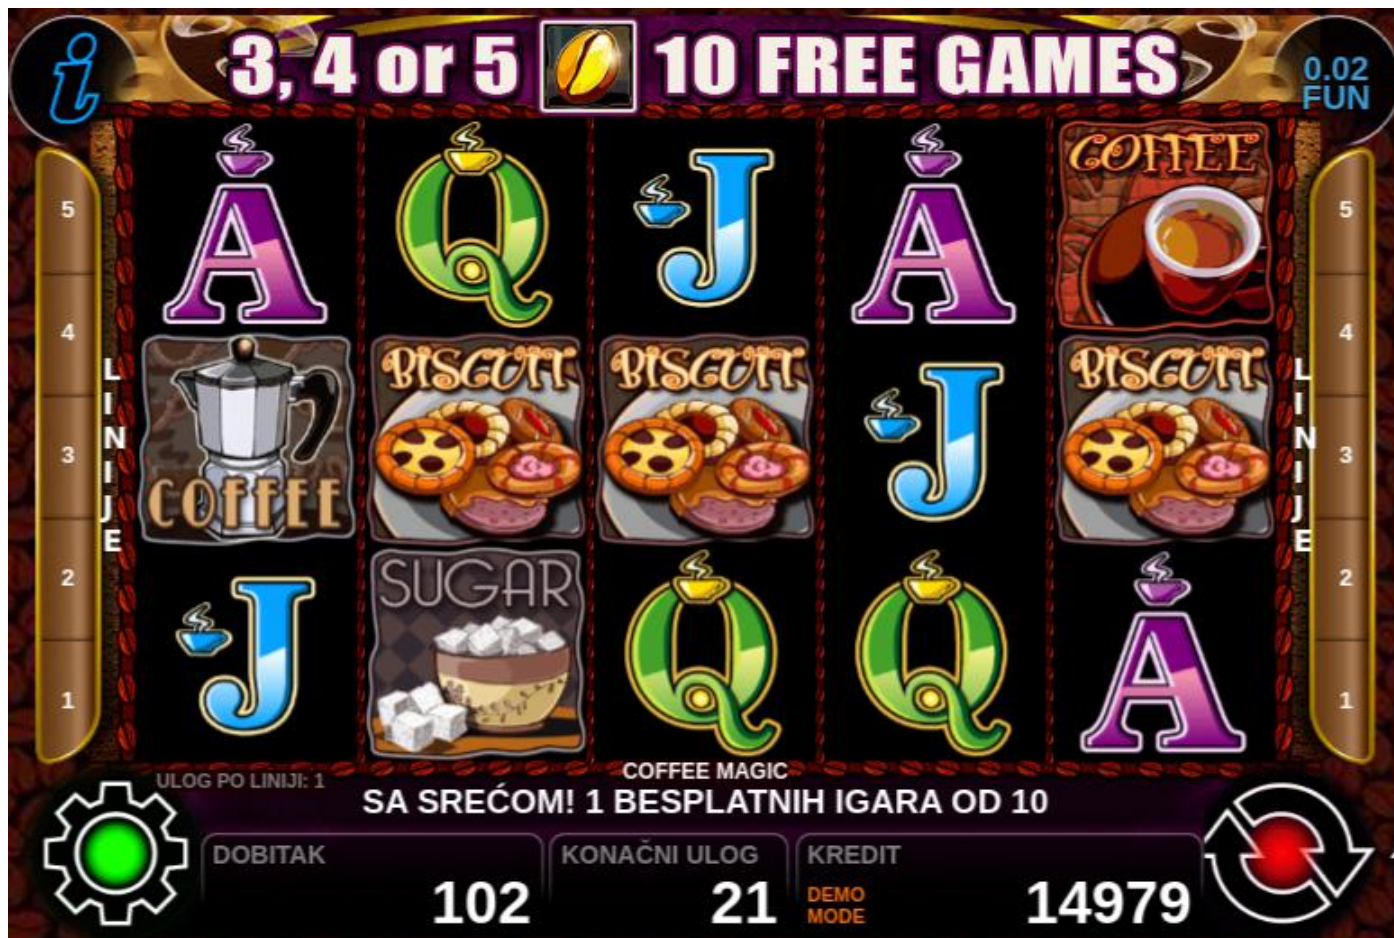 3, 4 or 5 10 FREE GAMES
i
0.02
FUN
A Q J A COFFEE
5
4
3
2
1
LINIJE
COFFEE BISCUIT BISCUIT J BISCUIT
J SUGAR Q Q A
5
4
3
2
1
LINIJE
ULOG PO LINIJI: 1
COFFEE MAGIC
SA SREĆOM! 1 BESPLATNIH IGARA OD 10
DOBITAK
102
KONAČNI ULOG
21
KREDIT
DEMO
MODE
14979